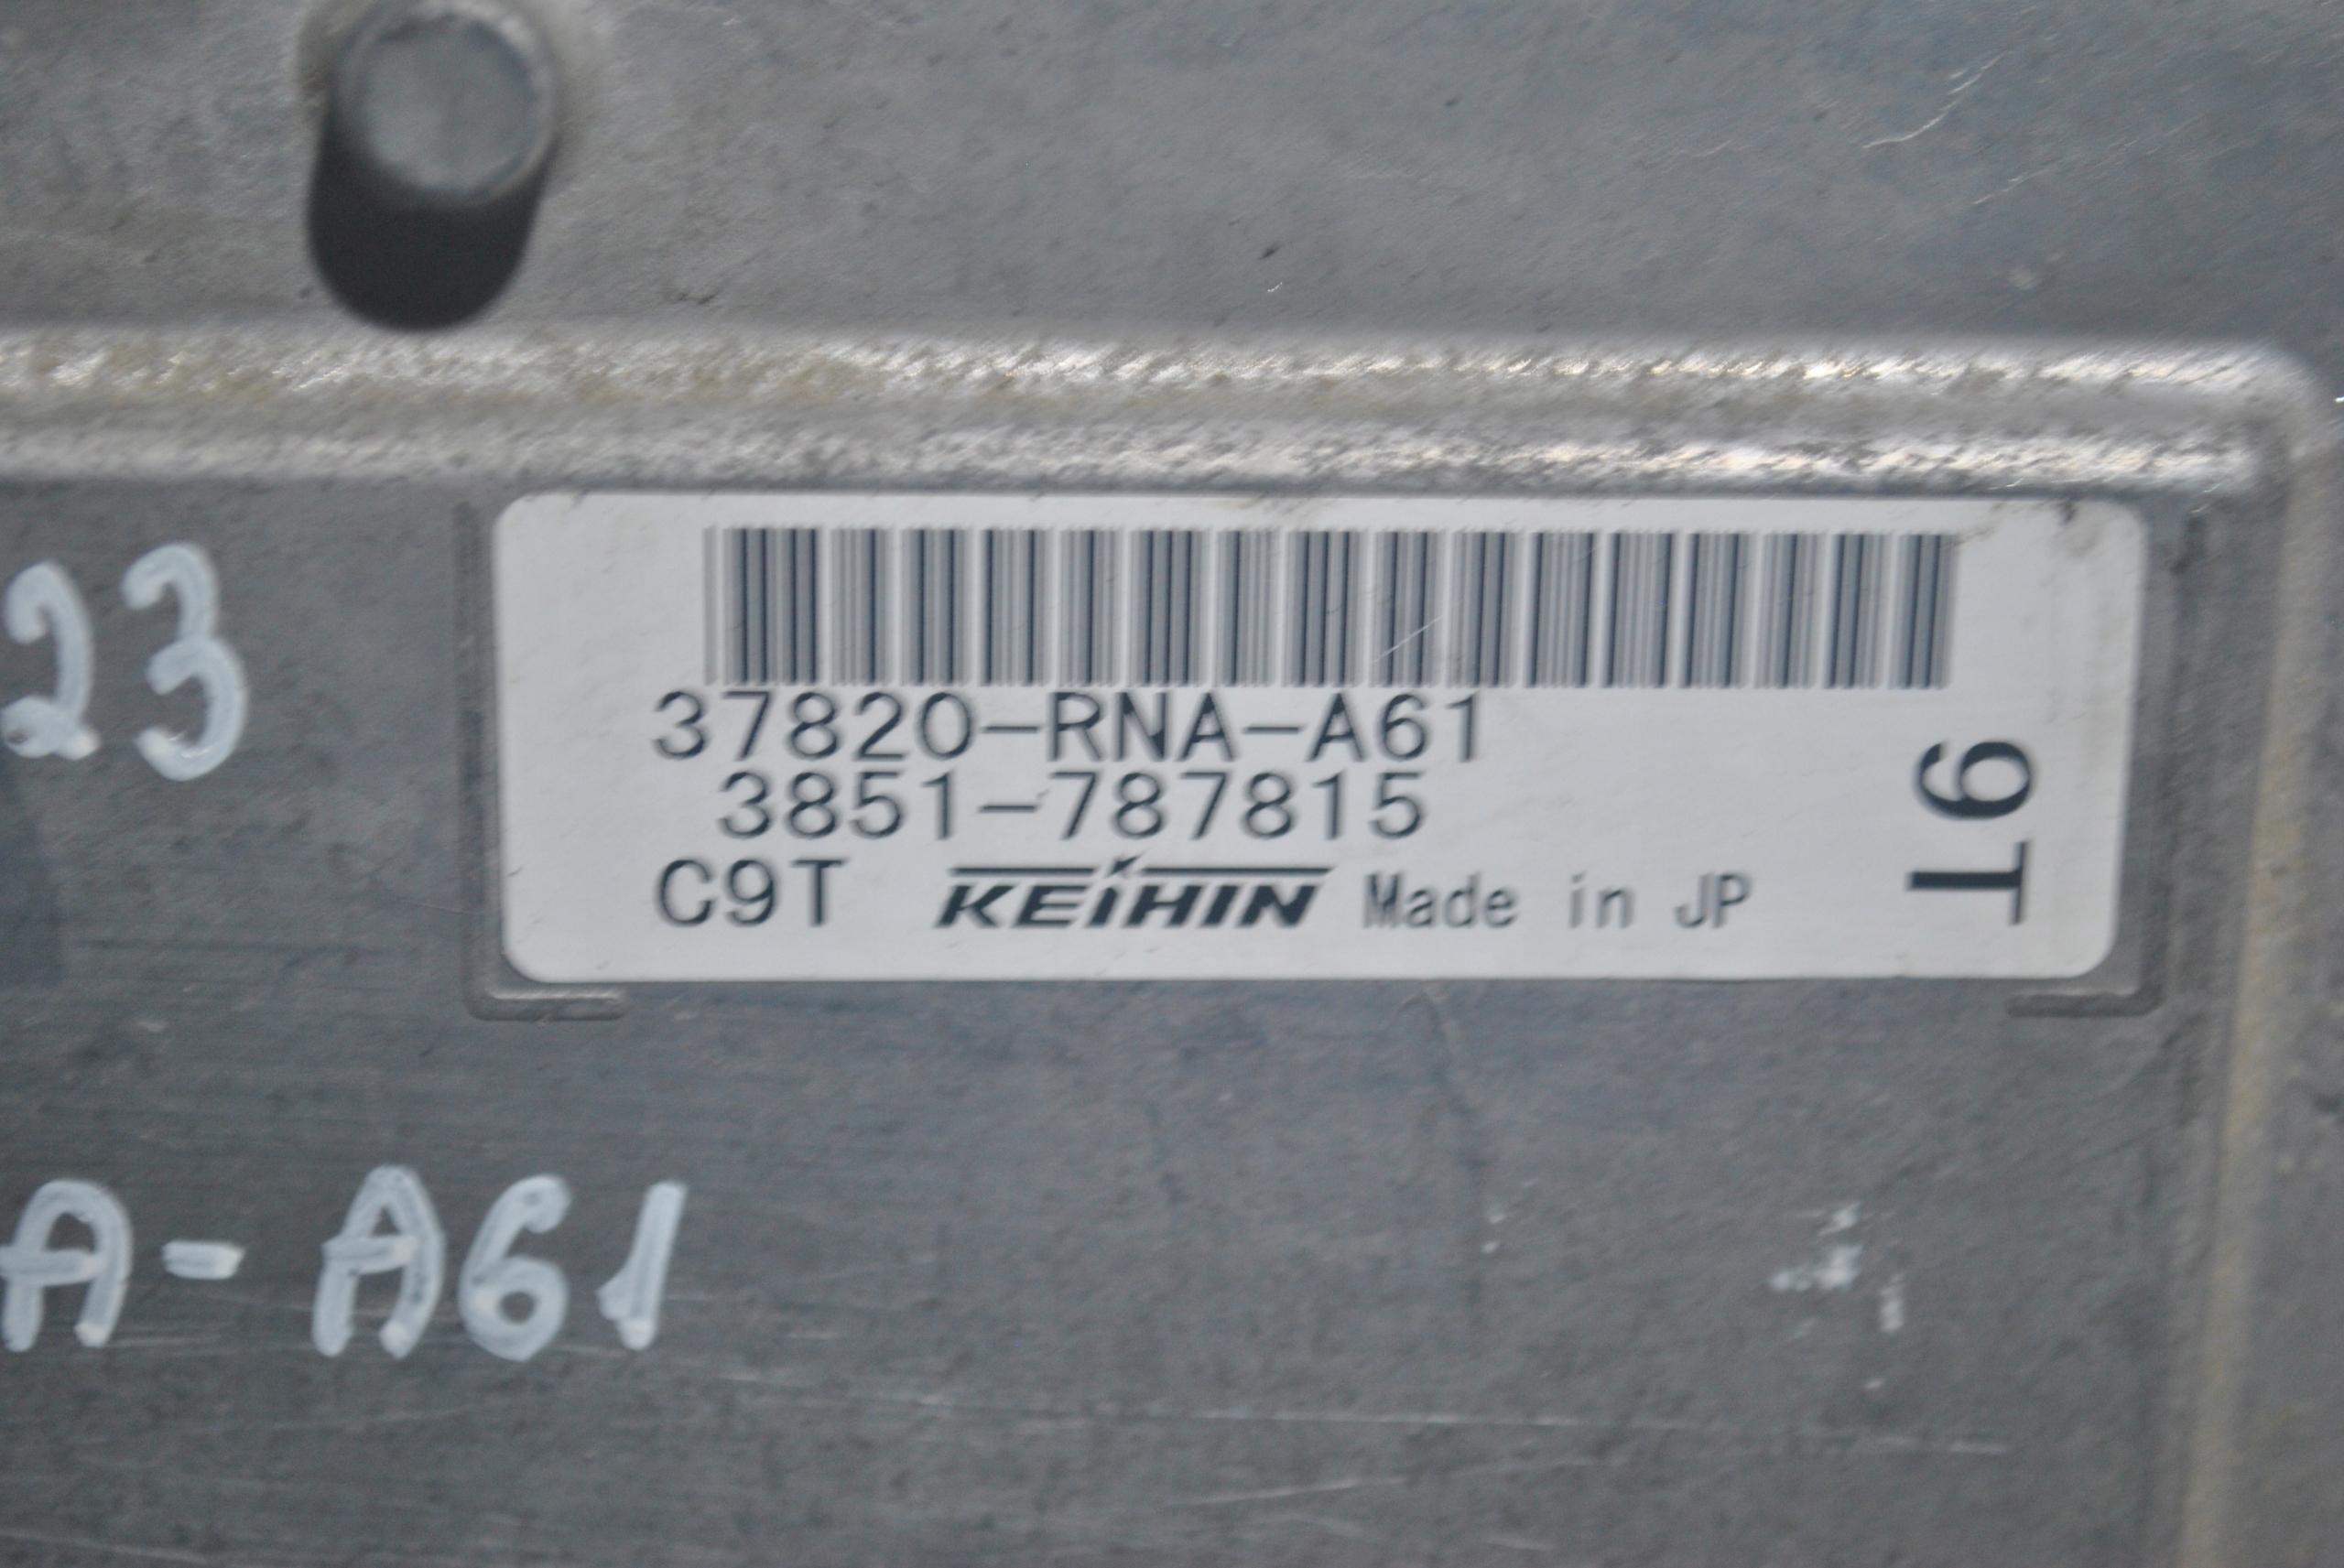 37820-RNA-A61
3851-787815
C9T KEIHIN Made in JP
9T
23
A-A61